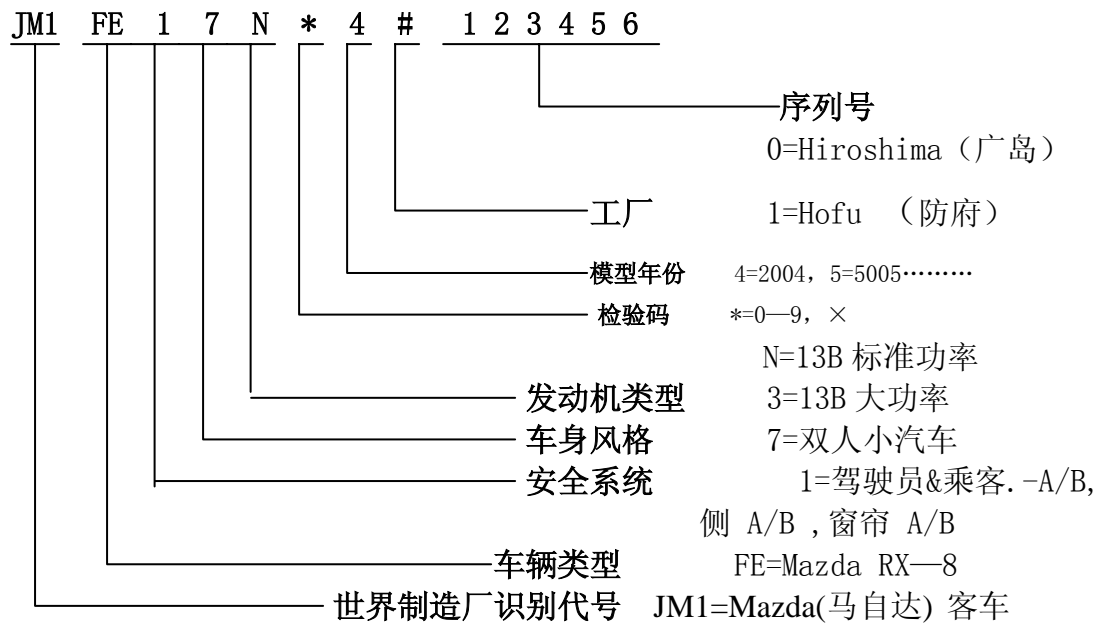 JM1 FE 1 7 N * 4 # 1 2 3 4 5 6
序列号
0=Hiroshima（广岛）
工厂 1=Hofu （防府）
模型年份 4=2004, 5=5005………
检验码 *=0—9, ×
N=13B 标准功率
发动机类型 3=13B 大功率
车身风格 7=双人小汽车
安全系统 1=驾驶员&乘客.-A/B,
侧 A/B ,窗帘 A/B
车辆类型 FE=Mazda RX—8
世界制造厂识别代号 JM1=Mazda(马自达) 客车